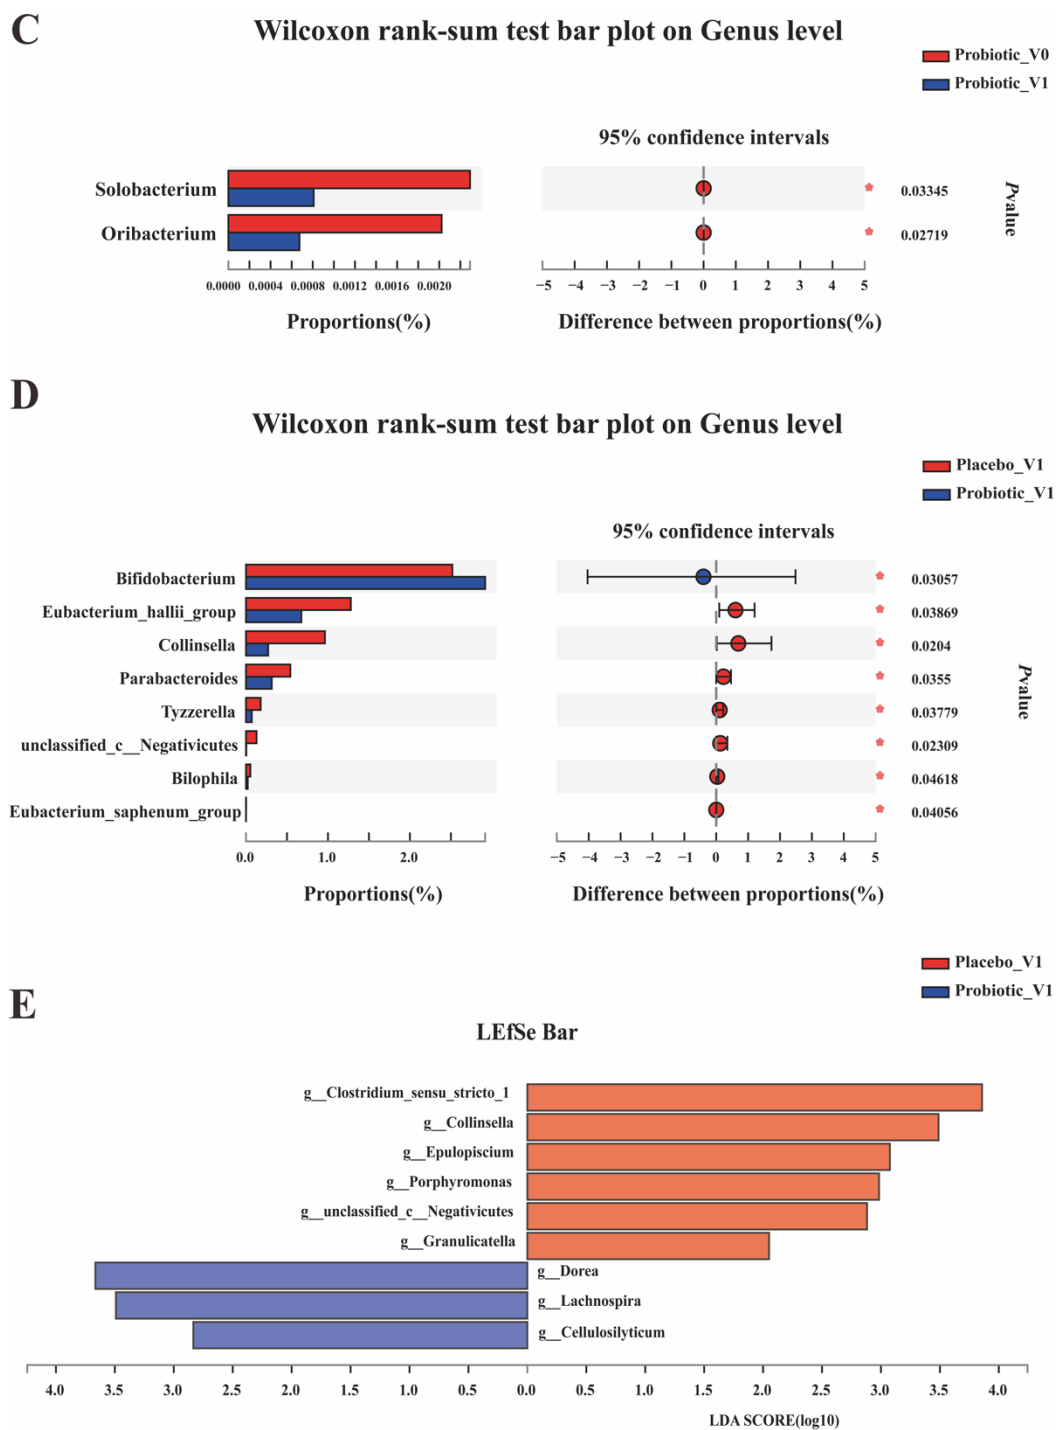 C
Wilcoxon rank-sum test bar plot on Genus level
Probiotic_V0
Probiotic_V1
95% confidence intervals
Solobacterium
* 0.03345
Oribacterium
* 0.02719
Pvalue
0.0000 0.0004 0.0008 0.0012 0.0016 0.0020
−5 −4 −3 −2 −1 0 1 2 3 4 5
Proportions(%)
Difference between proportions(%)
D
Wilcoxon rank-sum test bar plot on Genus level
Placebo_V1
Probiotic_V1
95% confidence intervals
Bifidobacterium
* 0.03057
Eubacterium_hallii_group
* 0.03869
Collinsella
* 0.0204
Parabacteroides
* 0.0355
Tyzzerella
* 0.03779
unclassified_c__Negativicutes
* 0.02309
Bilophila
* 0.04618
Eubacterium_saphenum_group
* 0.04056
Pvalue
0.0 1.0 2.0
−5 −4 −3 −2 −1 0 1 2 3 4 5
Proportions(%)
Difference between proportions(%)
Placebo_V1
Probiotic_V1
E
LEfSe Bar
g__Clostridium_sensu_stricto_1
g__Collinsella
g__Epulopiscium
g__Porphyromonas
g__unclassified_c__Negativicutes
g__Granulicatella
g__Dorea
g__Lachnospira
g__Cellulosilyticum
4.0 3.5 3.0 2.5 2.0 1.5 1.0 0.5 0.0 0.5 1.0 1.5 2.0 2.5 3.0 3.5 4.0
LDA SCORE(log10)